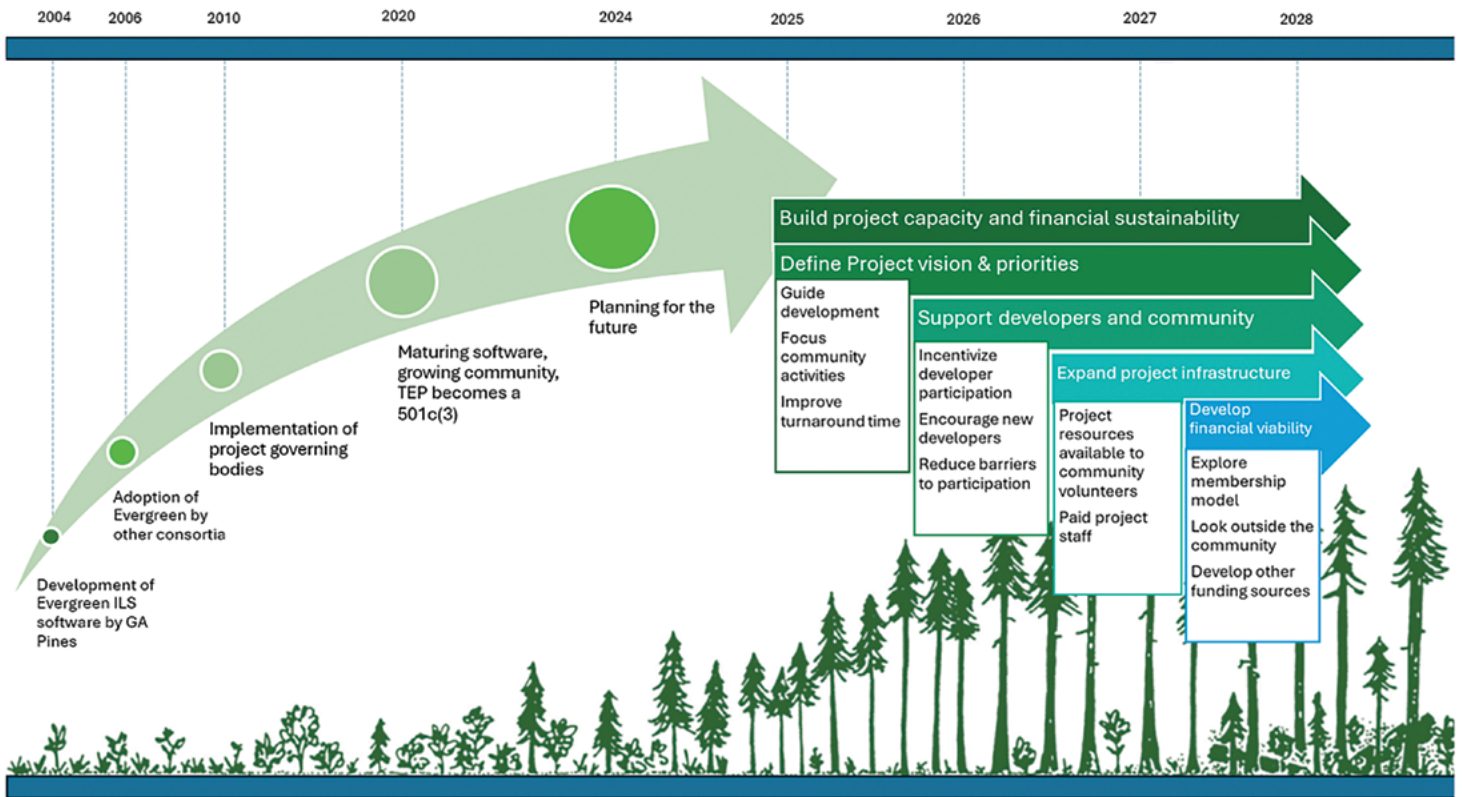 2004 2006 2010 2020 2024 2025 2026 2027 2028
Development of
Evergreen ILS
software by GA
Pines
Adoption of
Evergreen by
other consortia
Implementation of
project governing
bodies
Maturing software,
growing community,
TEP becomes a
501c(3)
Planning for the
future
Build project capacity and financial sustainability
Define Project vision & priorities
Guide
development
Focus
community
activities
Improve
turnaround time
Support developers and community
Incentivize
developer
participation
Encourage new
developers
Reduce barriers
to participation
Expand project infrastructure
Project
resources
available to
community
volunteers
Paid project
staff
Develop
financial viability
Explore
membership
model
Look outside the
community
Develop other
funding sources